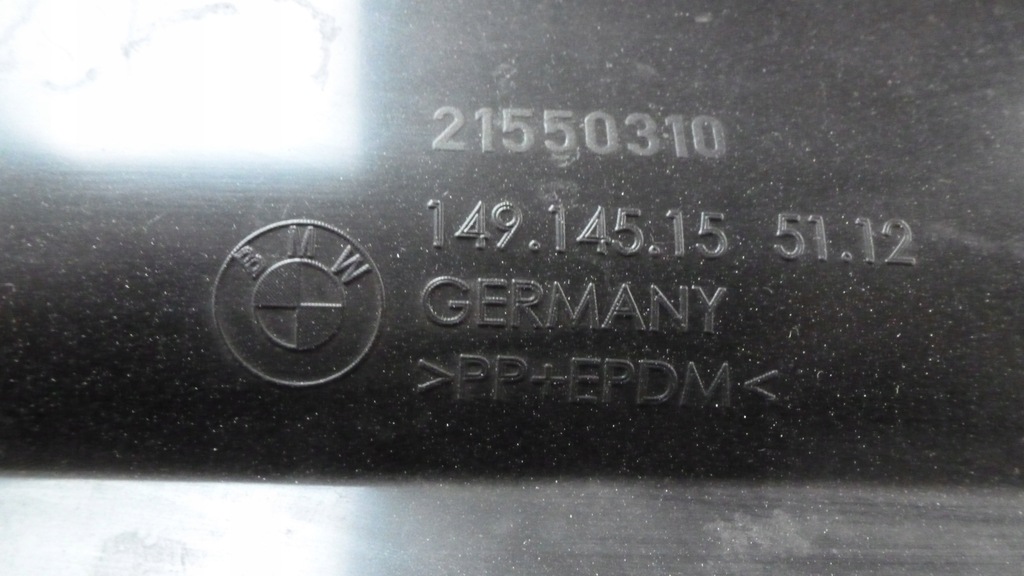 21550310
149.145.15 51.12
BMW
GERMANY
>PP+EPDM<